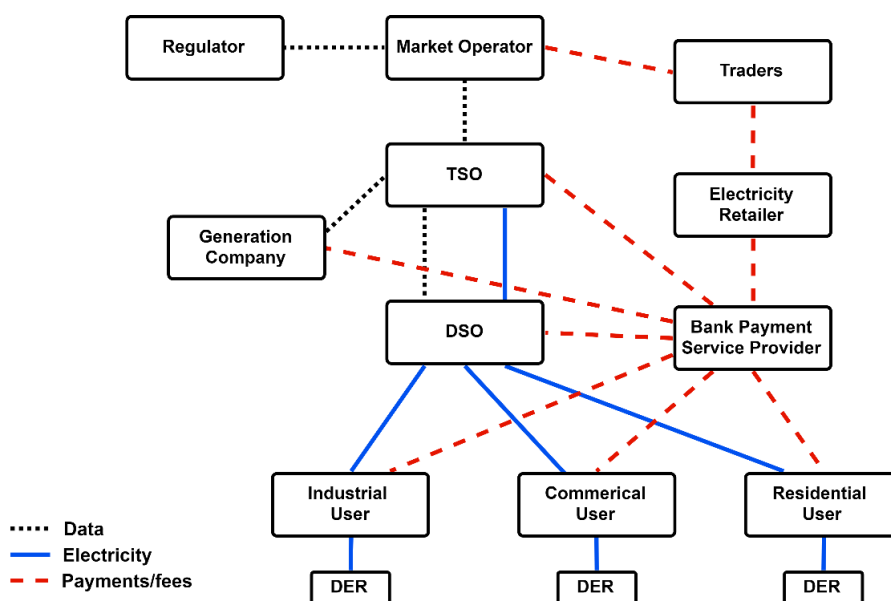 Regulator
Market Operator
Traders
TSO
Electricity
Retailer
Generation
Company
DSO
Bank Payment
Service Provider
Industrial
User
Commerical
User
Residential
User
Data
Electricity
Payments/fees
DER
DER
DER